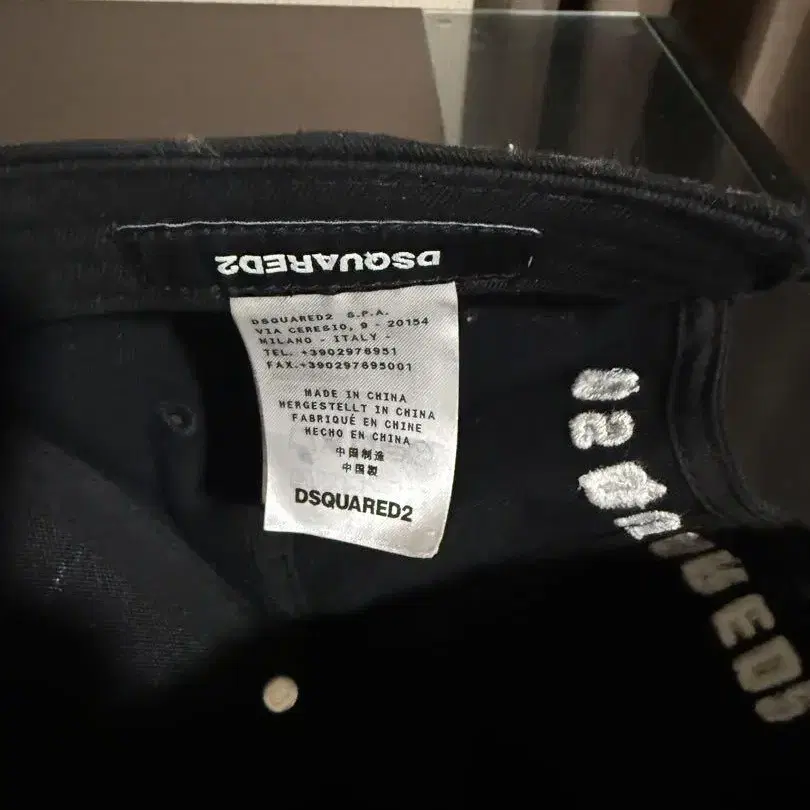 DSQUARED2
DSQUARED2 S.P.A.
VIA CERESIO, 9 - 20154
MILANO - ITALY -
TEL. +3902976951
FAX.+390297695001
MADE IN CHINA
HERGESTELLT IN CHINA
FABRIQUÉ EN CHINE
HECHO EN CHINA
中国制造
中国製
DSQUARED2